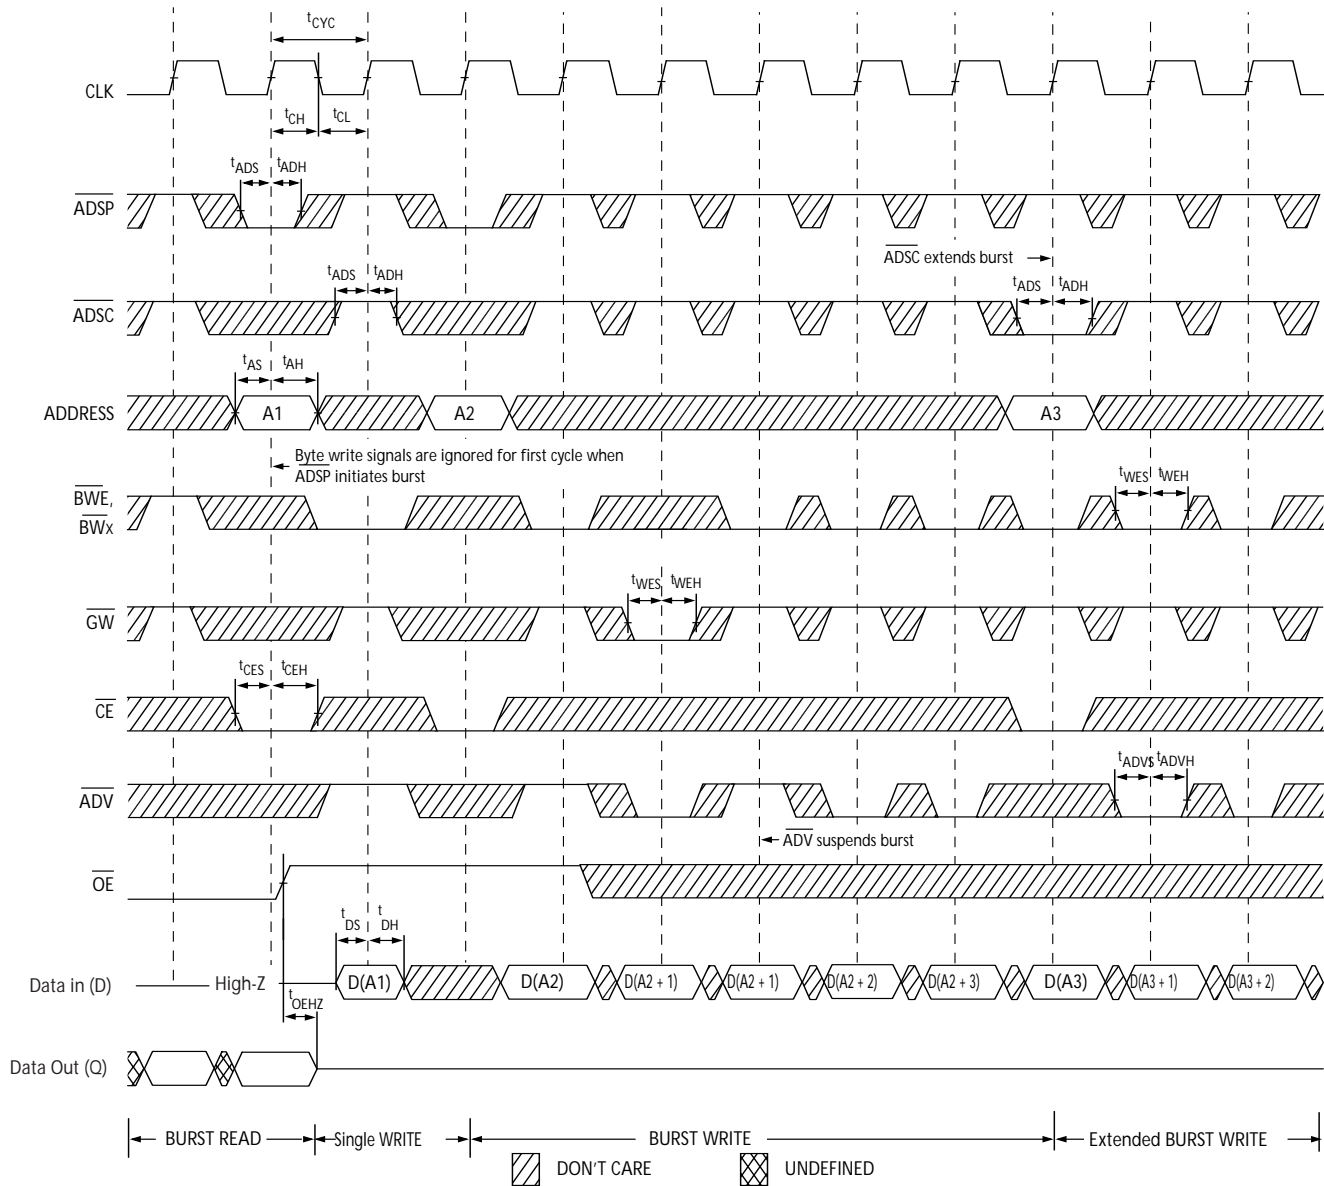 tCYC
CLK
tCH tCL
tADS tADH
ADSP
ADSC extends burst
tADS tADH
tADS tADH
ADSC
tAS tAH
ADDRESS
A1
A2
A3
Byte write signals are ignored for first cycle when
ADSP initiates burst
tWES tWEH
BWE,
BWx
tWES tWEH
GW
tCES tCEH
CE
tADVS tADVH
ADV
ADV suspends burst
OE
tDS tDH
Data in (D)
High-Z
D(A1)
D(A2)
D(A2 + 1)
D(A2 + 1)
D(A2 + 2)
D(A2 + 3)
D(A3)
D(A3 + 1)
D(A3 + 2)
tOEHZ
Data Out (Q)
BURST READ
Single WRITE
BURST WRITE
Extended BURST WRITE
DON'T CARE
UNDEFINED